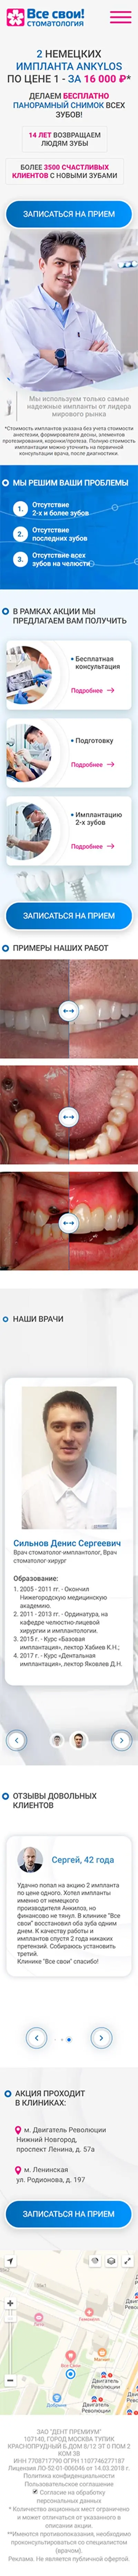 Все свои!
СТОМАТОЛОГИЯ
2 НЕМЕЦКИХ
ИМПЛАНТА ANKYLOS
ПО ЦЕНЕ 1 - ЗА 16 000 ₽*
ДЕЛАЕМ БЕСПЛАТНО
ПАНОРАМНЫЙ СНИМОК ВСЕХ
ЗУБОВ!
14 ЛЕТ ВОЗВРАЩАЕМ
ЛЮДЯМ ЗУБЫ
БОЛЕЕ 3500 СЧАСТЛИВЫХ
КЛИЕНТОВ С НОВЫМИ ЗУБАМИ
ЗАПИСАТЬСЯ НА ПРИЕМ
Мы используем только самые
надежные импланты от лидера
мирового рынка
*Стоимость имплантов указана без учета стоимости
анестезии, формирователя десны, элементов
протезирования, коронки/протеза. Полную стоимость
имплантации можно узнать на очной
консультации врача, после диагностики.
МЫ РЕШИМ ВАШИ ПРОБЛЕМЫ
1. Отсутствие
2-х и более зубов
2. Отсутствие
последних зубов
3. Отсутствие всех
зубов на челюсти
В РАМКАХ АКЦИИ МЫ
ПРЕДЛАГАЕМ ВАМ ПОЛУЧИТЬ
• Бесплатная
консультация
Подробнее →
• Подготовку
Подробнее →
• Имплантацию
2-х зубов
Подробнее →
ЗАПИСАТЬСЯ НА ПРИЕМ
ПРИМЕРЫ НАШИХ РАБОТ
НАШИ ВРАЧИ
Сильнов Денис Сергеевич
Врач стоматолог-имплантолог, Врач
стоматолог-хирург
Образование:
1. 2005 - 2011 гг. - Окончил
Нижегородскую медицинскую
академию.
2. 2011 - 2013 гг. - Ординатура, на
кафедре челюстно-лицевой
хирургии и имплантологии.
3. 2015 г. - Курс «Базовая
имплантация», лектор Хабиев К.Н.;
4. 2017 г. - Курс «Дентальная
имплантация», лектор Яковлев Д.Н.
ОТЗЫВЫ ДОВОЛЬНЫХ
КЛИЕНТОВ
Сергей, 42 года
Удачно попал на акцию 2 импланта
по цене одного. Хотел импланты
именно от немецкого
производителя Анкилоз, но
финансово не тянул. В клинике "Все
свои" восстановил оба зуба одним
днем. К качеству работы и
имплантов спустя 2 года никаких
претензий. Собираюсь установить
третий.
Клинике "Все свои" спасибо!
АКЦИЯ ПРОХОДИТ
В КЛИНИКАХ:
м. Двигатель Революции
Нижний Новгород,
проспект Ленина, д. 57а
м. Ленинская
ул. Родионова, д. 197
ЗАПИСАТЬСЯ НА ПРИЕМ
Все Свои
Двигатель
Революции
ЗАО "ДЕНТ ПРЕМИУМ"
107140, ГОРОД МОСКВА ТУПИК
КРАСНОПРУДНЫЙ Б, ДОМ 8/12 ЭТ 0 ПОМ 2
КОМ 3В
ИНН 7708717790 ОГРН 1107746277187
Лицензия ЛО-52-01-006046 от 14.03.2018 г.
Политика конфиденциальности
Пользовательское соглашение
Согласие на обработку
персональных данных
* Количество акционных мест ограничено
и может отличаться от указанного в
описании акции.
**Имеются противопоказания, необходимо
проконсультироваться со специалистом
(врачом).
Реклама. Не является публичной офертой.